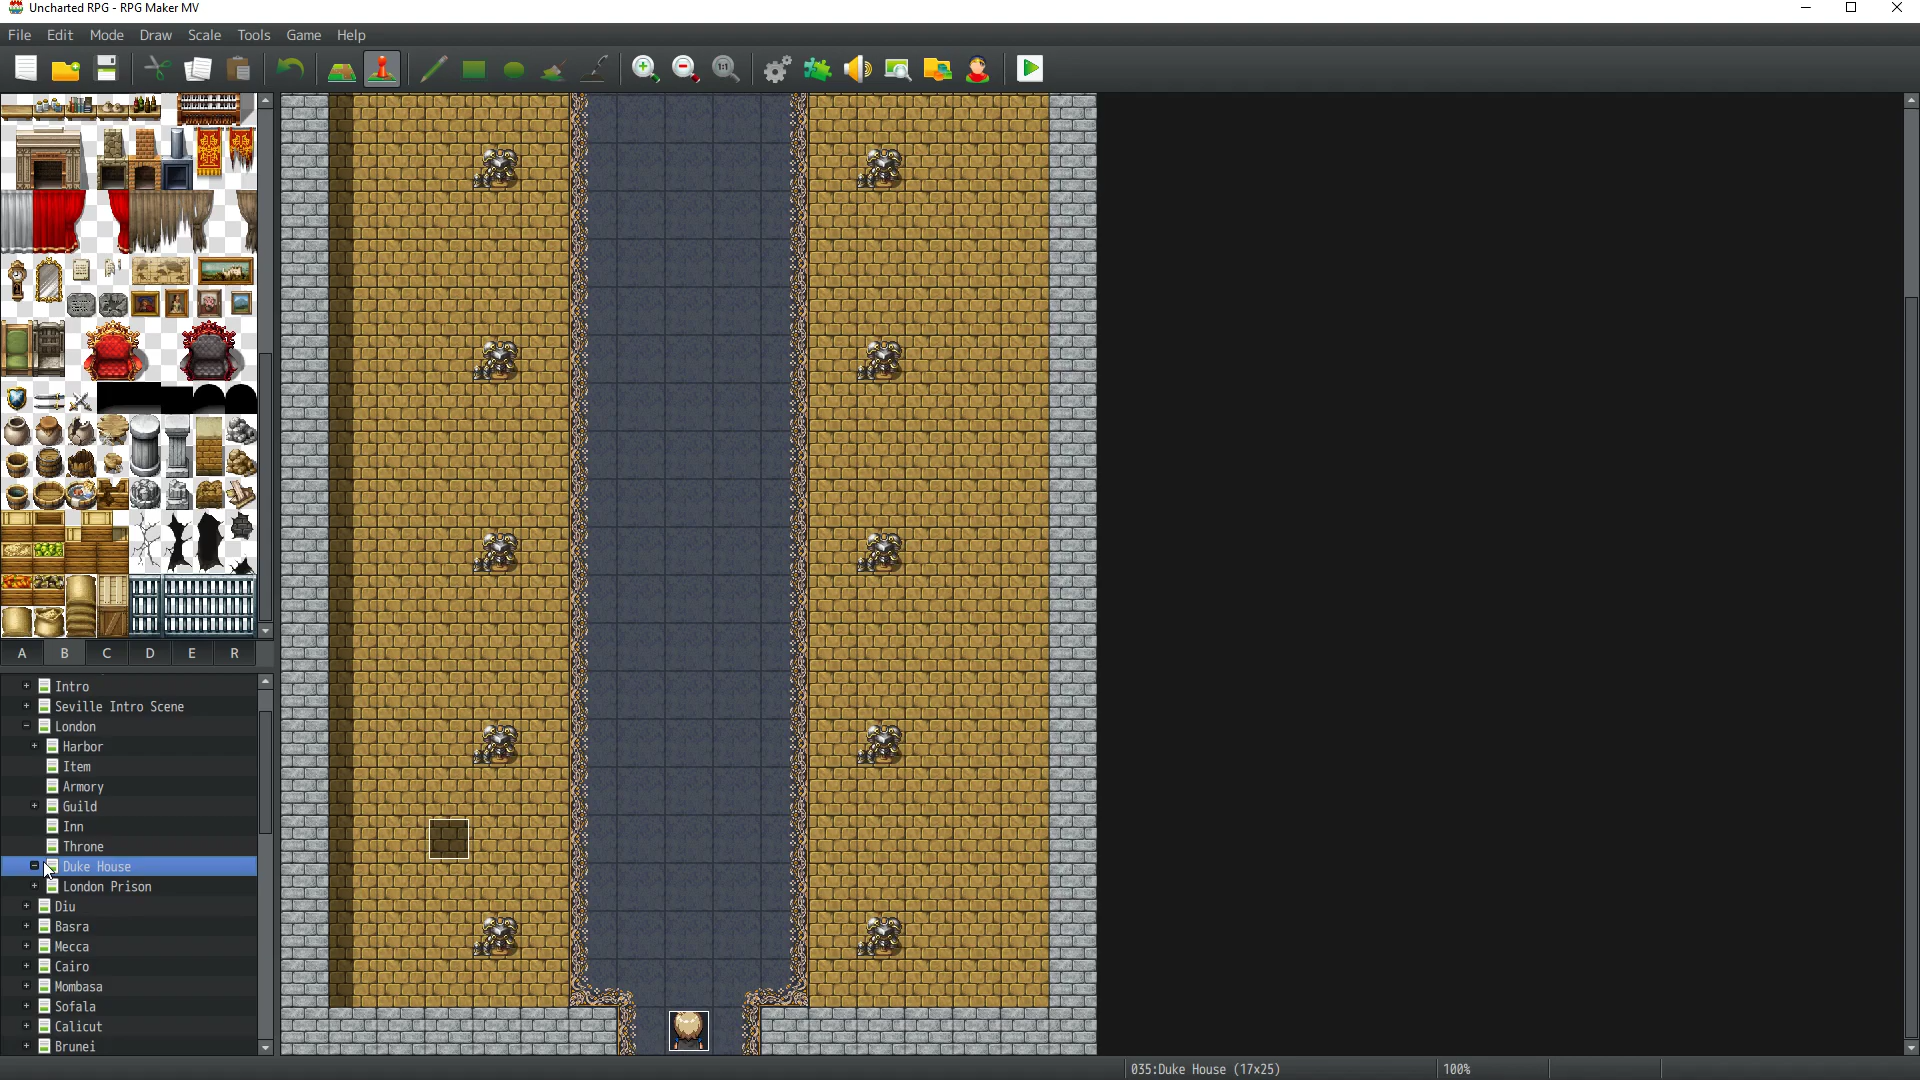 Uncharted RPG - RPG Maker MV
File Edit Mode Draw Scale Tools Game Help
1:1
A B C D E R
Intro
Seville Intro Scene
London
Harbor
Item
Armory
Guild
Inn
Throne
Duke House
London Prison
Diu
Basra
Mecca
Cairo
Mombasa
Sofala
Calicut
Brunei
035:Duke House (17x25) 100%